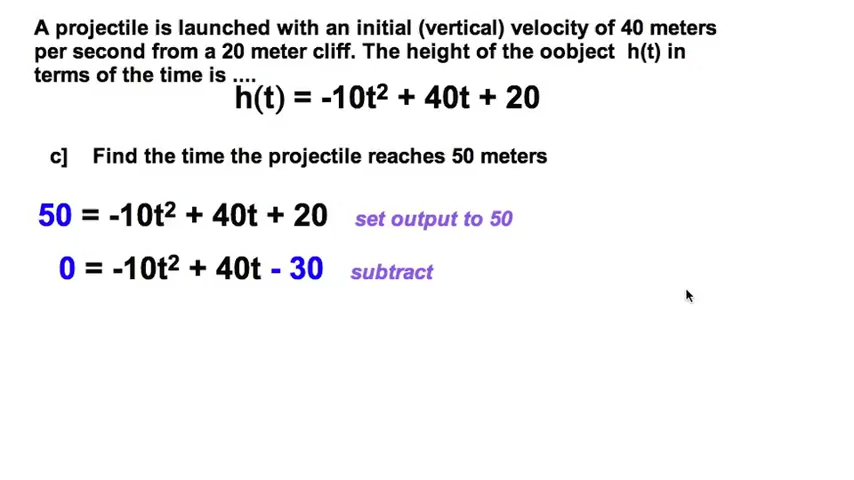 A projectile is launched with an initial (vertical) velocity of 40 meters
per second from a 20 meter cliff. The height of the oobject h(t) in
terms of the time is ....
h(t) = -10t² + 40t + 20
c] Find the time the projectile reaches 50 meters
50 = -10t² + 40t + 20 set output to 50
0 = -10t² + 40t - 30 subtract